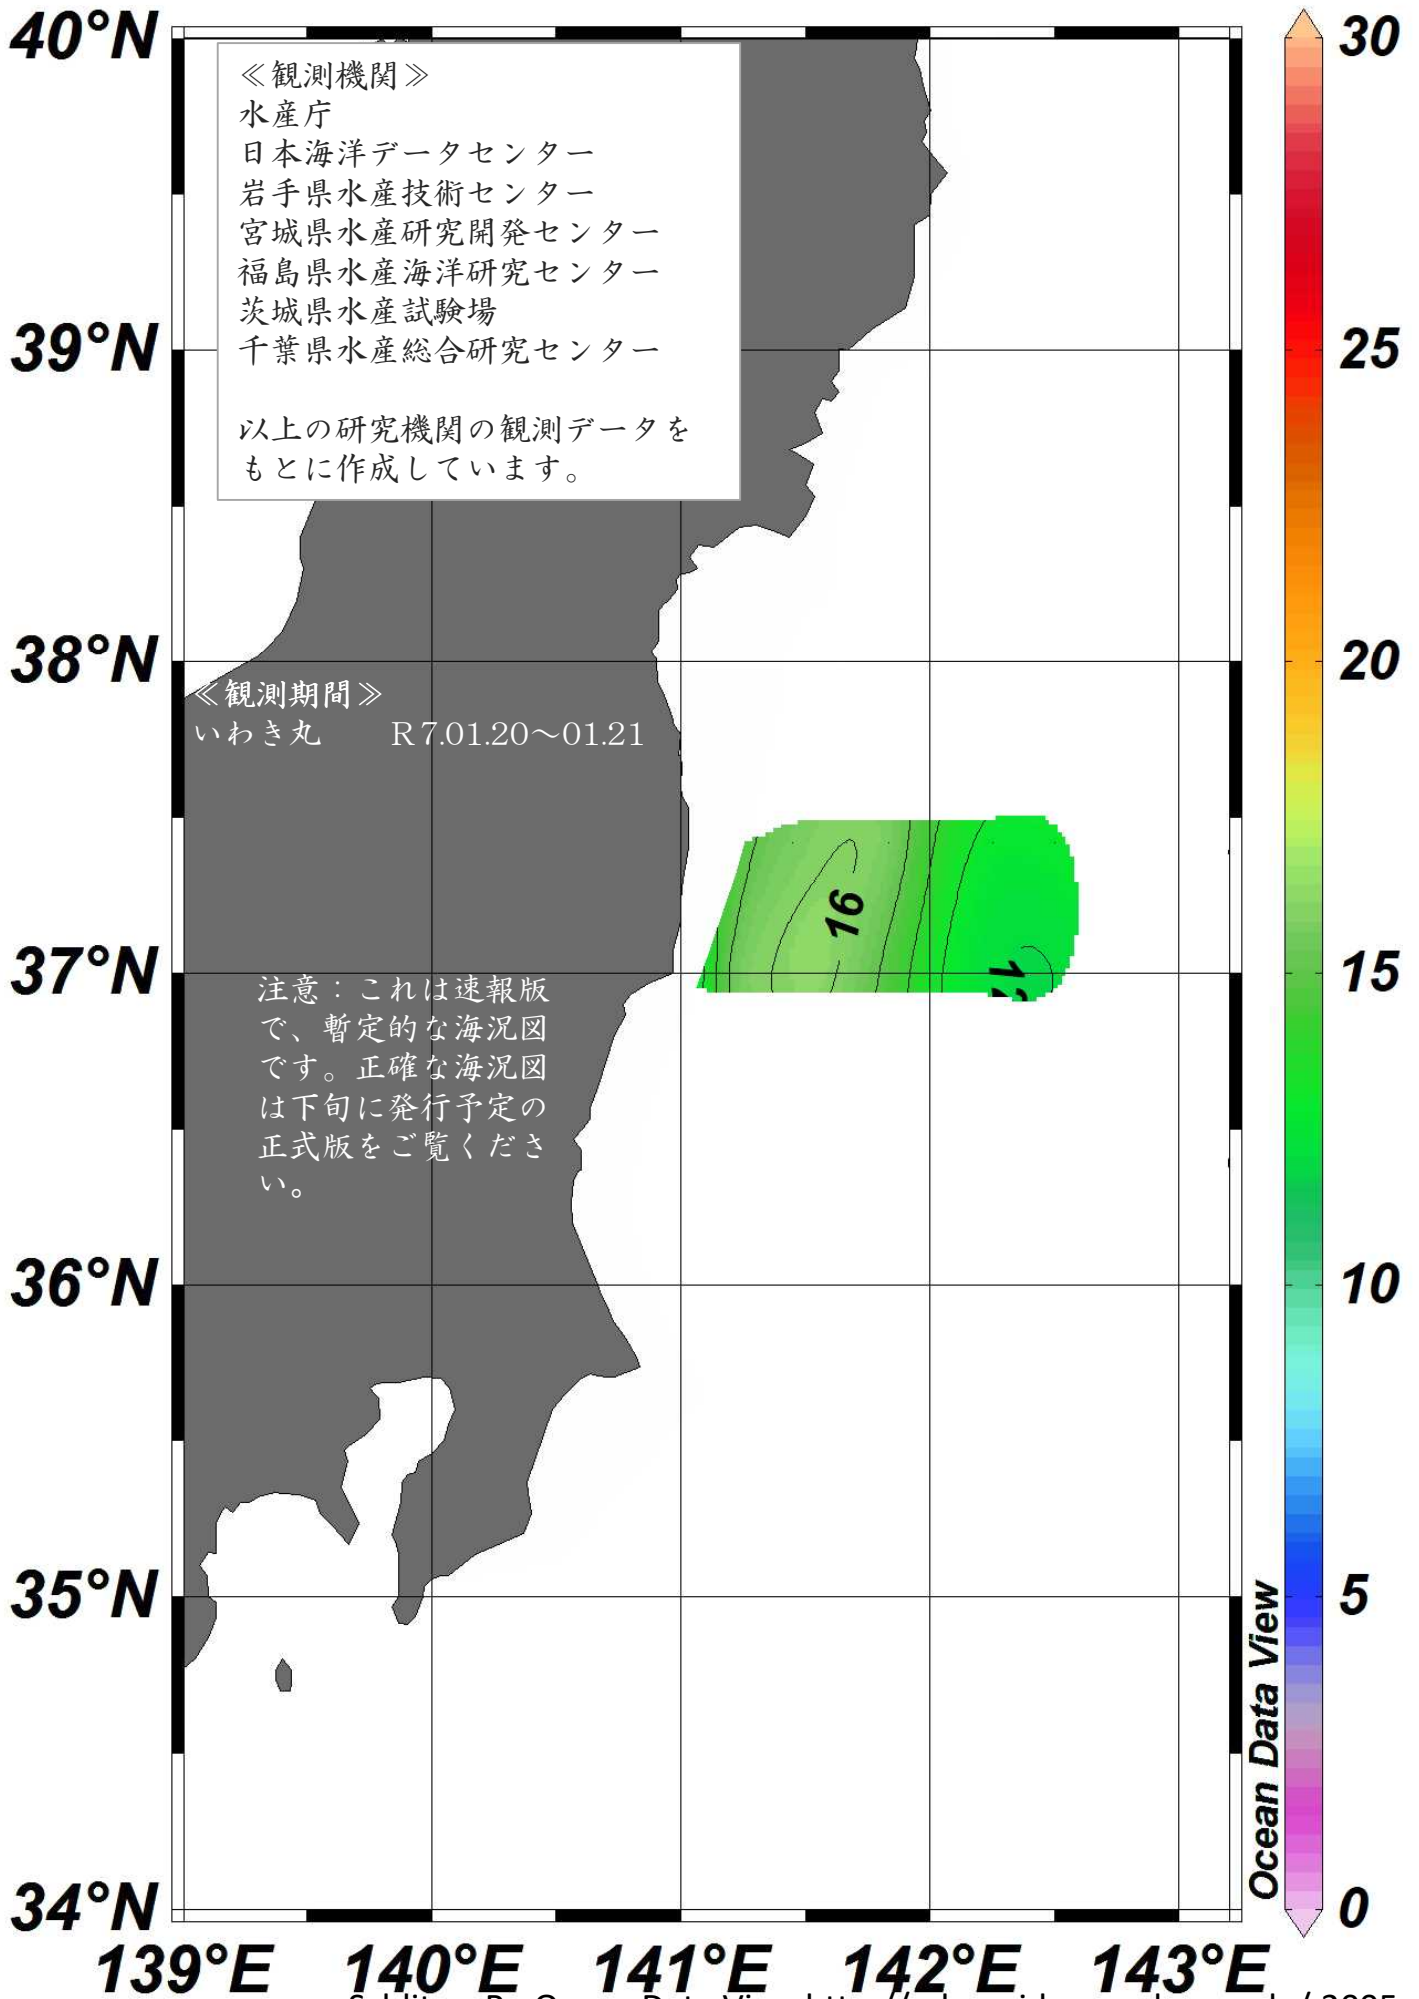 40°N
≪観測機関≫
水産庁
日本海洋データセンター
岩手県水産技術センター
宮城県水産研究開発センター
福島県水産海洋研究センター
茨城県水産試験場
千葉県水産総合研究センター
以上の研究機関の観測データを
もとに作成しています。
39°N
38°N
≪観測期間≫
いわき丸 R7.01.20～01.21
16
37°N
注意：これは速報版
で、暫定的な海況図
です。正確な海況図
は下旬に発行予定の
正式版をご覧くださ
い。
36°N
35°N
34°N
139°E 140°E 141°E 142°E 143°E
30
25
20
15
10
5
0
Ocean Data View